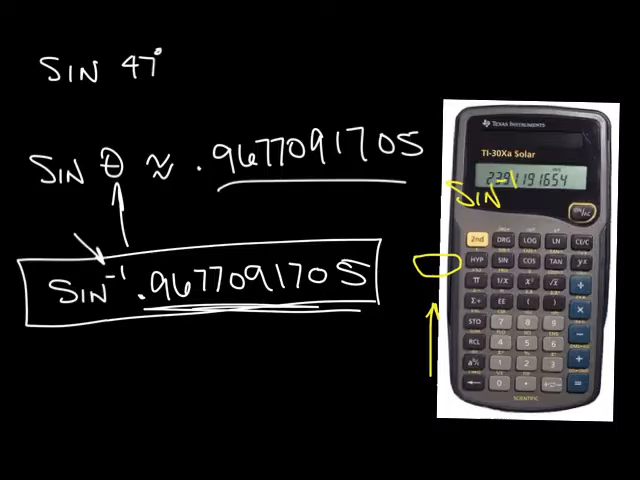 SIN 47°
SIN θ ≈ .9677091705
SIN⁻¹ .9677091705
TEXAS INSTRUMENTS
TI-30Xa Solar
SIN⁻¹
2nd DRG LOG LN CE/C
HYP SIN COS TAN yˣ
π 1/x x² √x ÷
Σ+ EE ( ) ×
STO 7 8 9 −
RCL 4 5 6 +
1 2 3
0 =
SCIENTIFIC